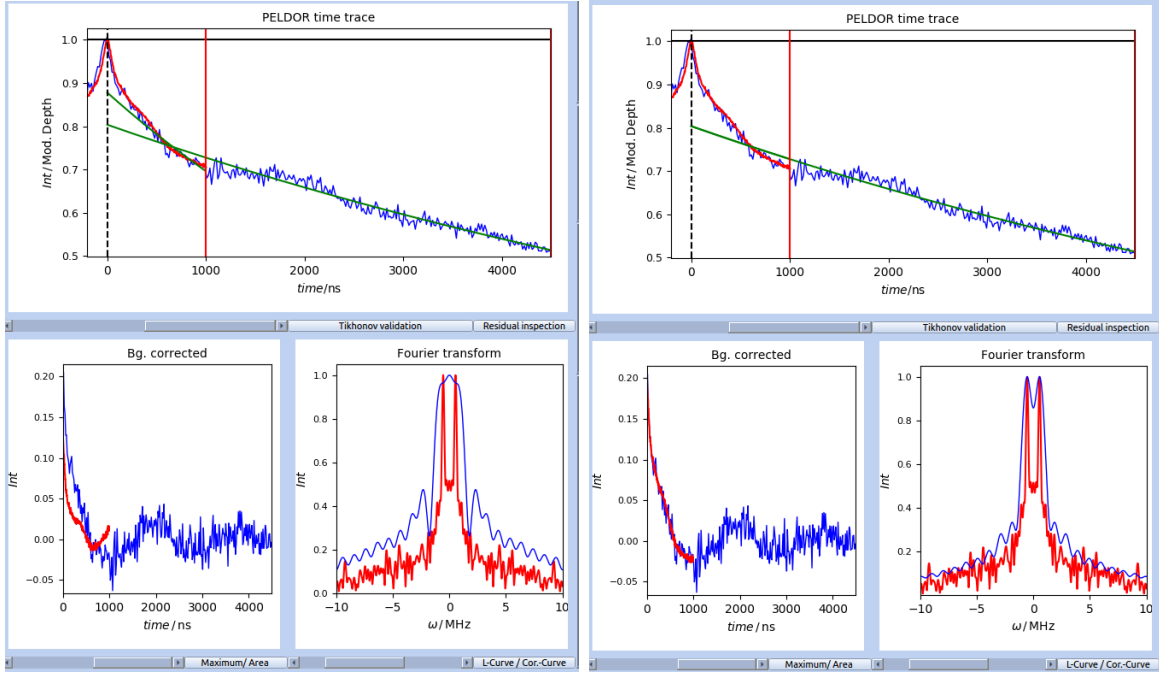 PELDOR time trace
1.0
0.9
0.8
0.7
0.6
0.5
Int / Mod. Depth
0 1000 2000 3000 4000
time/ns
Tikhonov validation Residual inspection
Bg. corrected
0.20
0.15
0.10
0.05
0.00
−0.05
Int
0 1000 2000 3000 4000
time / ns
Fourier transform
1.0
0.8
0.6
0.4
0.2
0.0
−10 −5 0 5 10
ω / MHz
Maximum/ Area L-Curve / Cor.-Curve
PELDOR time trace
1.0
0.9
0.8
0.7
0.6
0.5
Int / Mod. Depth
0 1000 2000 3000 4000
time/ns
Tikhonov validation Residual inspection
Bg. corrected
0.20
0.15
0.10
0.05
0.00
−0.05
Int
0 1000 2000 3000 4000
time / ns
Fourier transform
1.0
0.8
0.6
0.4
0.2
Int
−10 −5 0 5 10
ω / MHz
Maximum/ Area L-Curve / Cor.-Curve